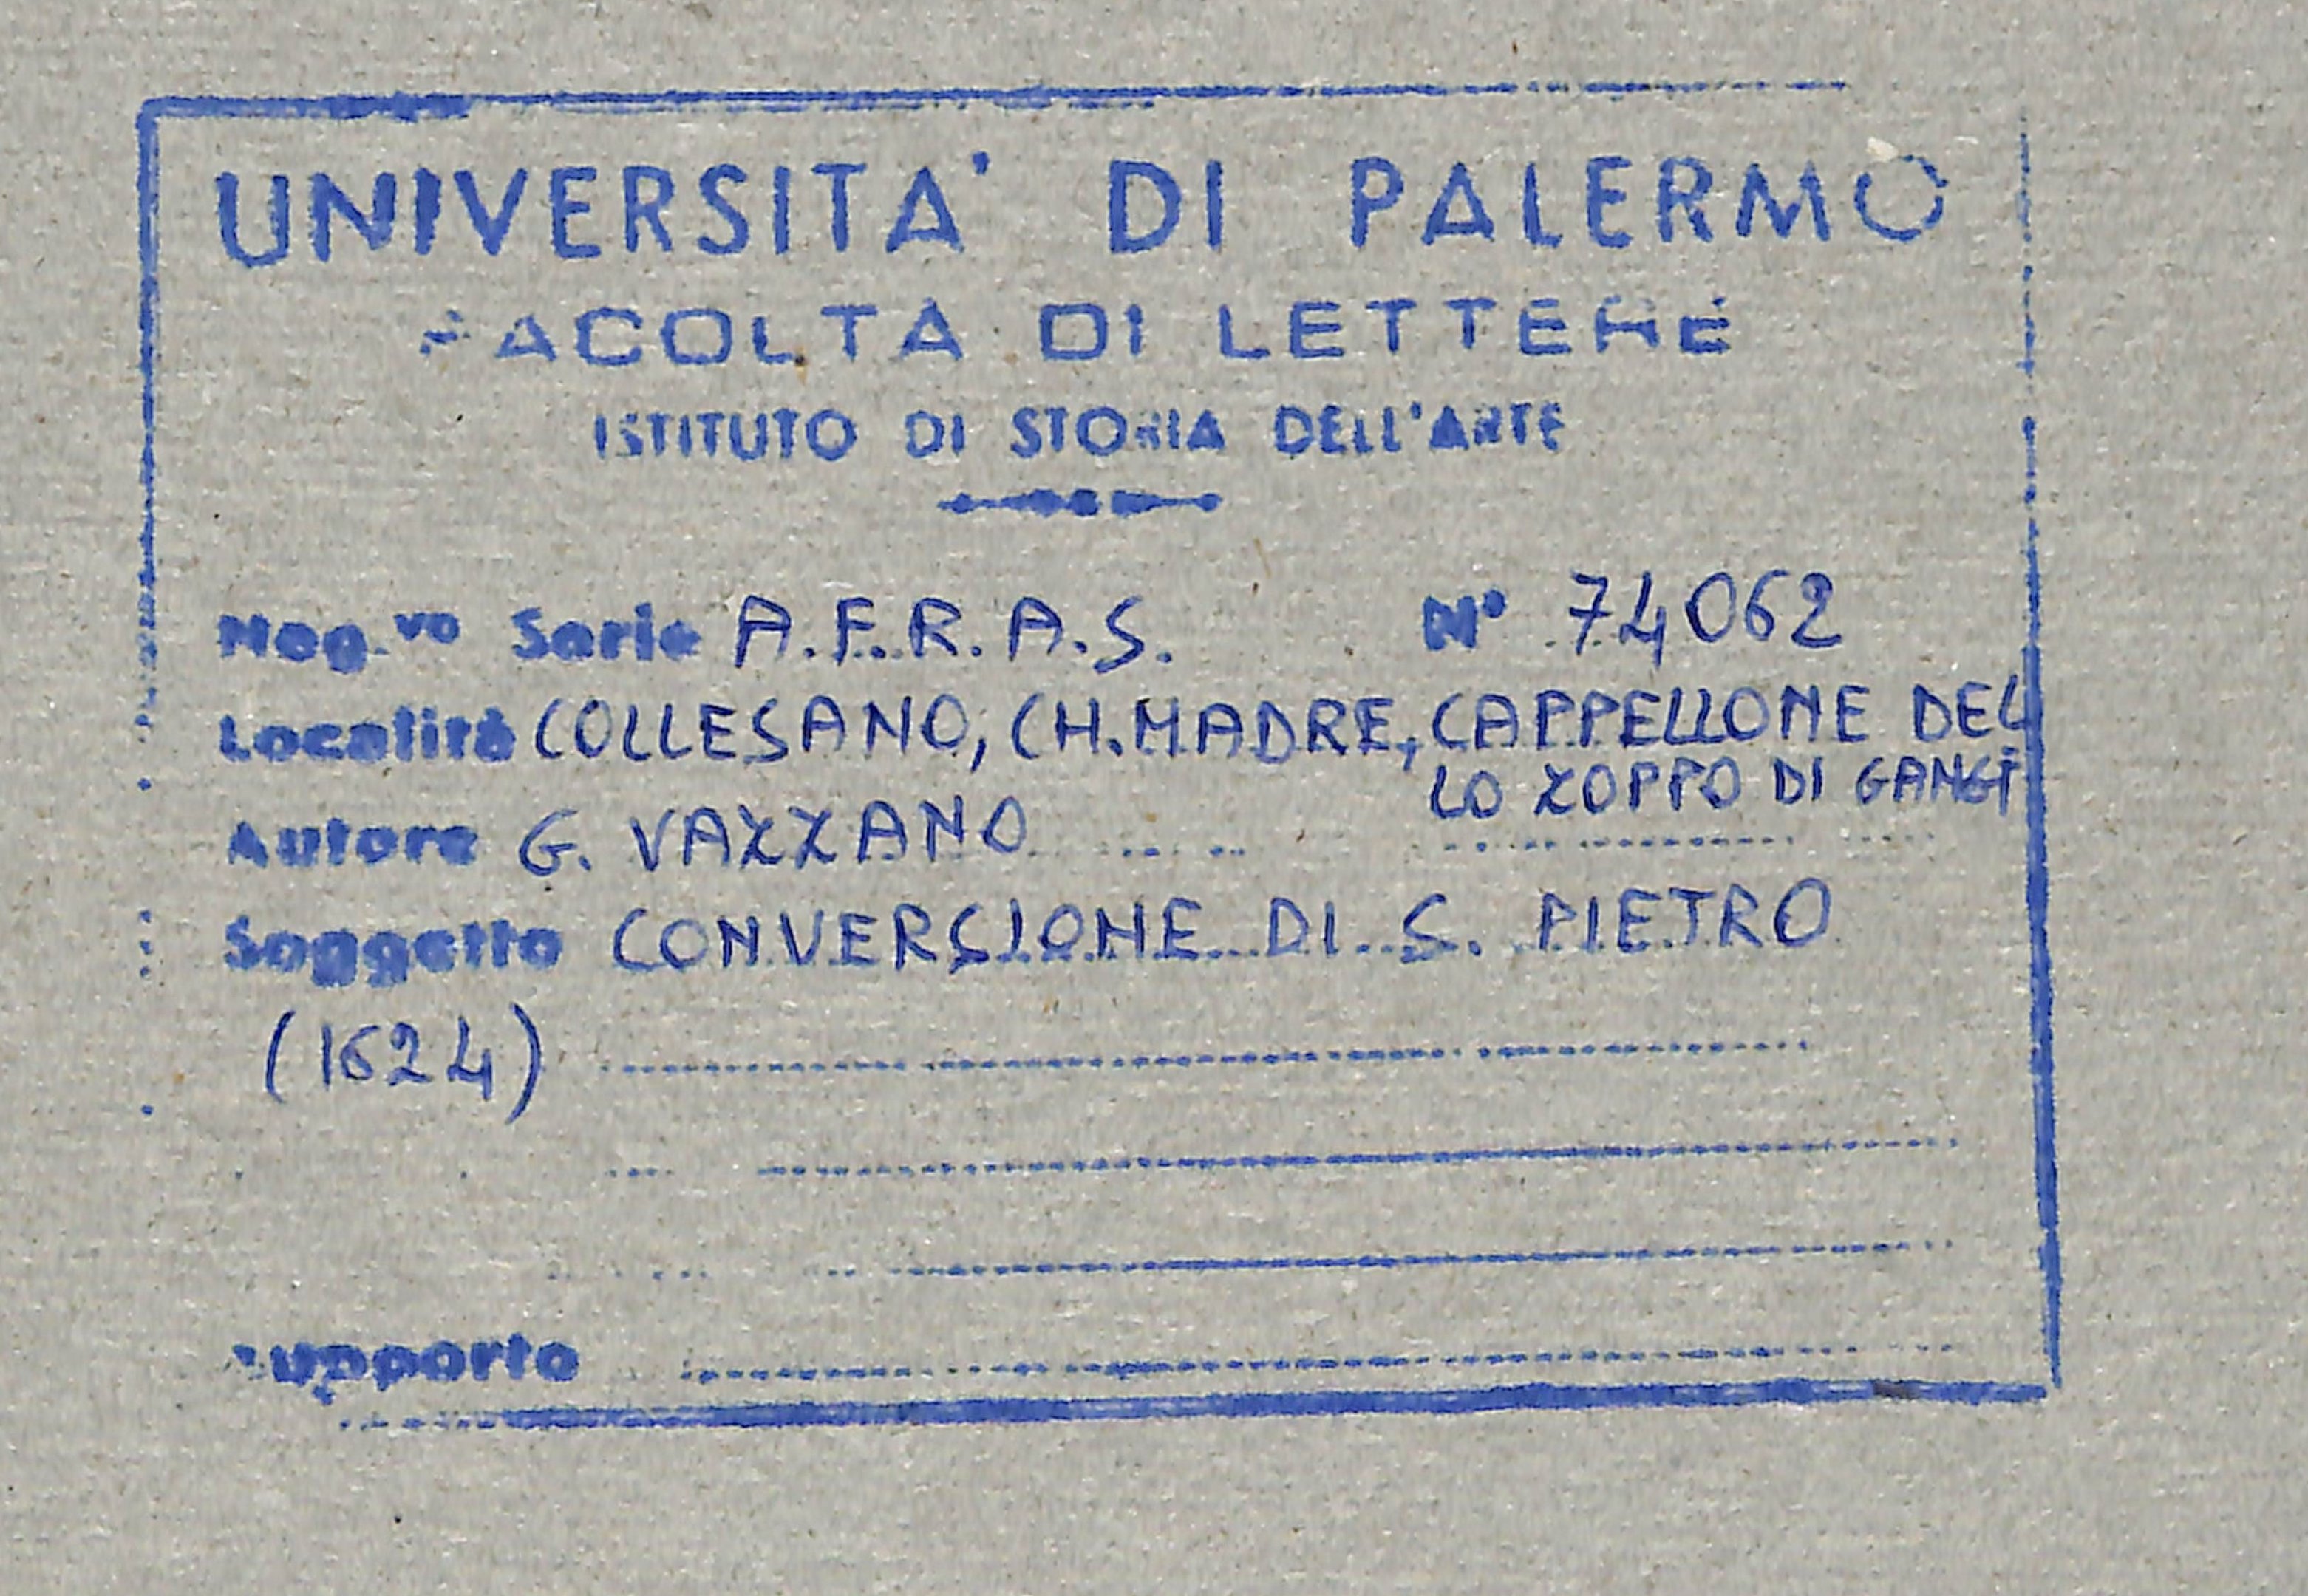 UNIVERSITA' DI PALERMO
FACOLTA DI LETTERE
ISTITUTO DI STORIA DELL'ARTE
Neg.vo Serie A.F.R.A.S. N° 74062
Località COLLESANO, CH. MADRE, CAPPELLONE DEL
LO ZOPPO DI GANGI
Autore G. VAZZANO
Soggetto CONVERSIONE DI S. PIETRO
(1624)
Supporto